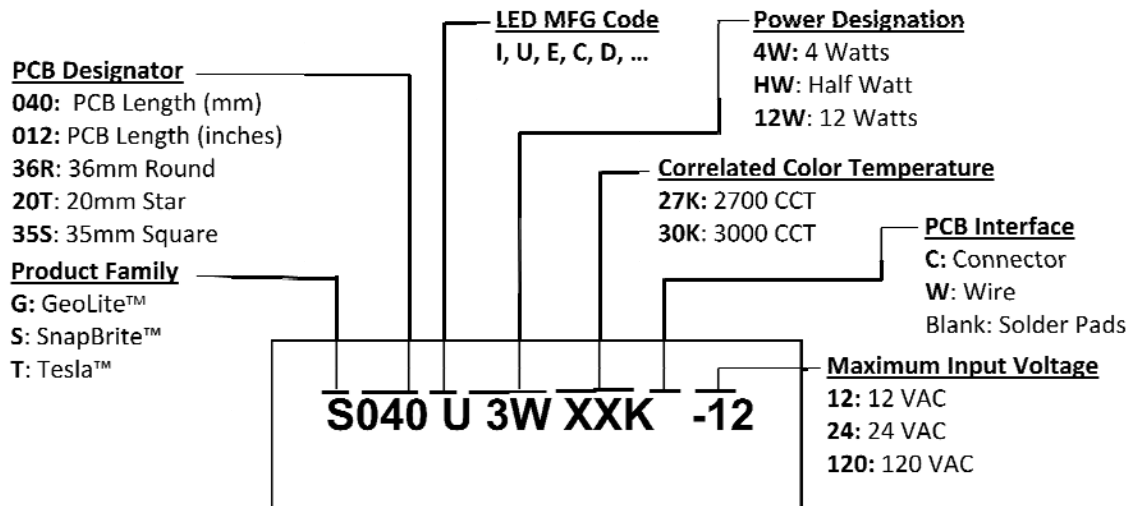 LED MFG Code
I, U, E, C, D, ...
Power Designation
4W: 4 Watts
HW: Half Watt
12W: 12 Watts
PCB Designator
040: PCB Length (mm)
012: PCB Length (inches)
36R: 36mm Round
20T: 20mm Star
35S: 35mm Square
Correlated Color Temperature
27K: 2700 CCT
30K: 3000 CCT
PCB Interface
C: Connector
W: Wire
Blank: Solder Pads
Product Family
G: GeoLite™
S: SnapBrite™
T: Tesla™
Maximum Input Voltage
12: 12 VAC
24: 24 VAC
120: 120 VAC
S040 U 3W XXK -12